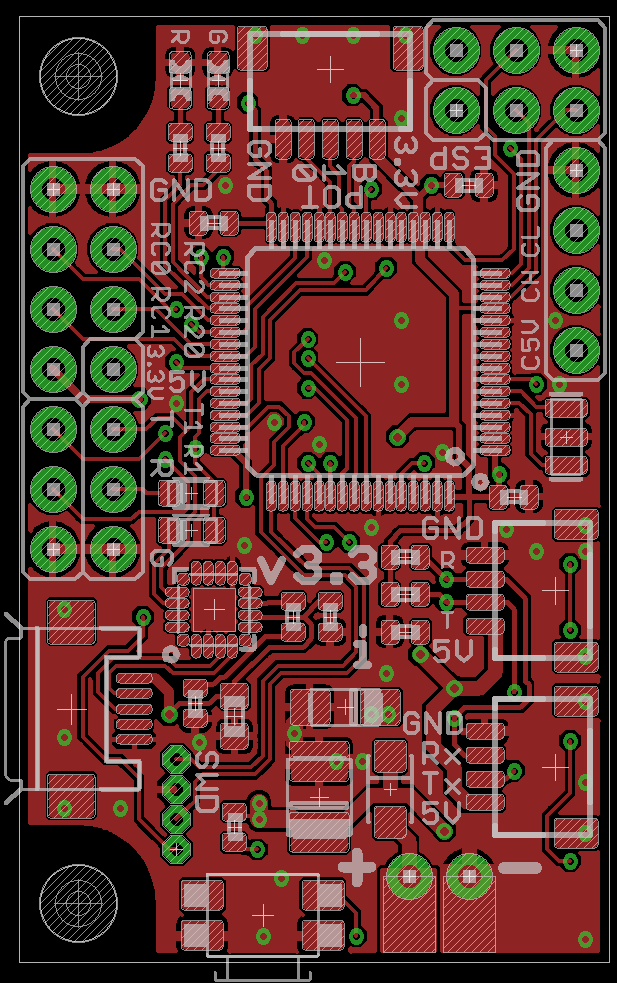 R G
GND
POT
10
B
3.3v
ESP
GND
C5V CH CL GND
RC0
RC1
3.3v
RC2
R20
5V
T1
R1
T
R
G
v3.3
i
GND
R
T
5V
GND
Rx
Tx
5V
SWD
+ −